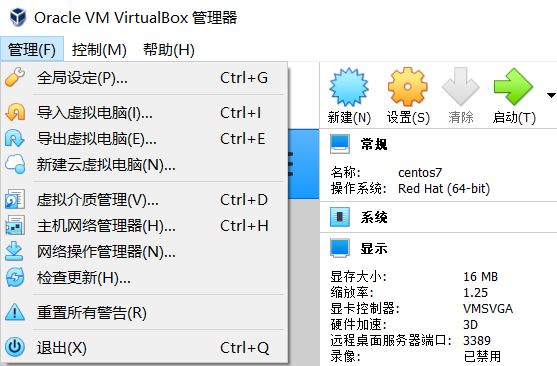 Oracle VM VirtualBox 管理器
管理(F) 控制(M) 帮助(H)
全局设定(P)... Ctrl+G
导入虚拟电脑(I)... Ctrl+I
导出虚拟电脑(E)... Ctrl+E
新建云虚拟电脑(N)...
虚拟介质管理(V)... Ctrl+D
主机网络管理器(H)... Ctrl+H
网络操作管理器(N)...
检查更新(H)...
重置所有警告(R)
退出(X) Ctrl+Q
新建(N) 设置(S) 清除 启动(T)
常规
名称: centos7
操作系统: Red Hat (64-bit)
系统
显示
显存大小: 16 MB
缩放率: 1.25
显卡控制器: VMSVGA
硬件加速: 3D
远程桌面服务器端口: 3389
录像: 已禁用